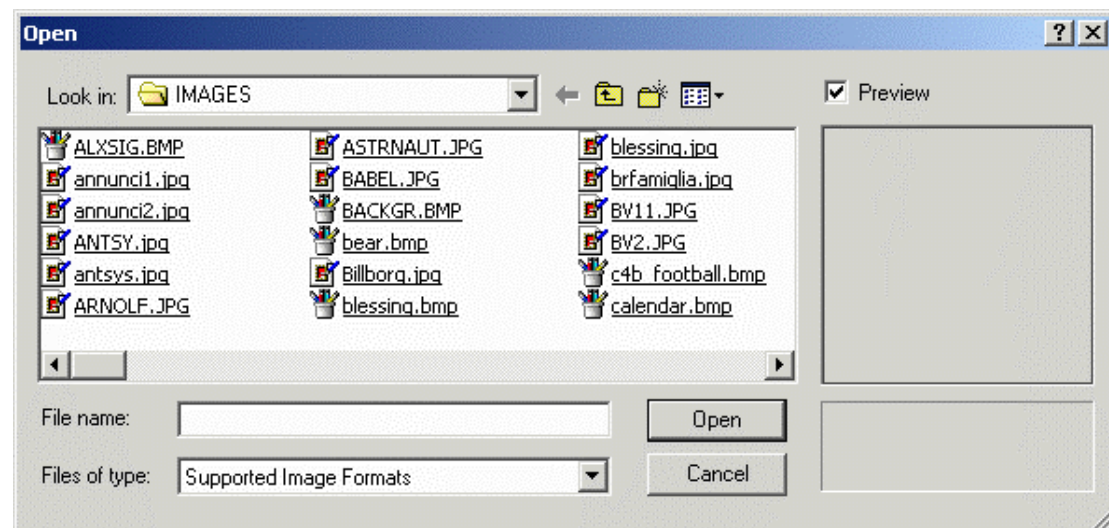 Open
Look in: IMAGES
Preview
ALXSIG.BMP
annunci1.jpg
annunci2.jpg
ANTSY.jpg
antsys.jpg
ARNOLF.JPG
ASTRNAUT.JPG
BABEL.JPG
BACKGR.BMP
bear.bmp
Billborg.jpg
blessing.bmp
blessing.jpg
brfamiglia.jpg
BV11.JPG
BV2.JPG
c4b_football.bmp
calendar.bmp
File name:
Open
Files of type: Supported Image Formats
Cancel